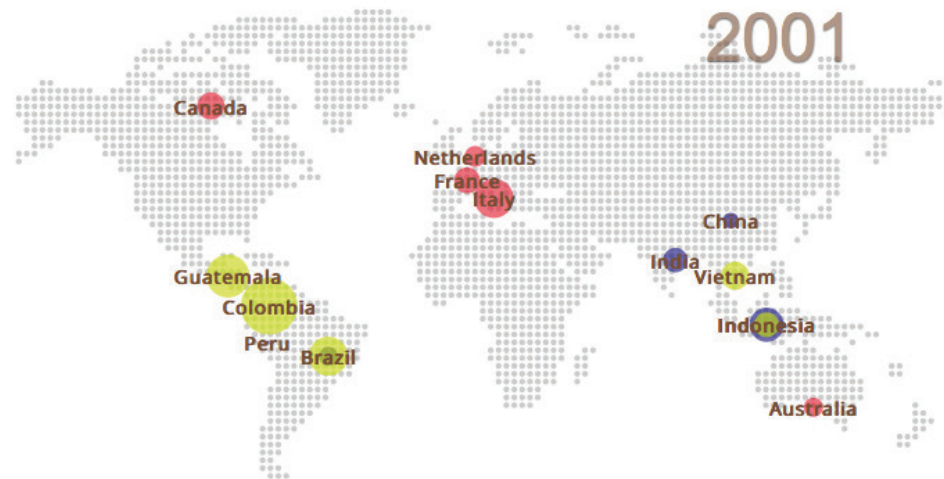 2001
Canada
Netherlands
France
Italy
China
India
Vietnam
Guatemala
Colombia
Indonesia
Peru
Brazil
Australia